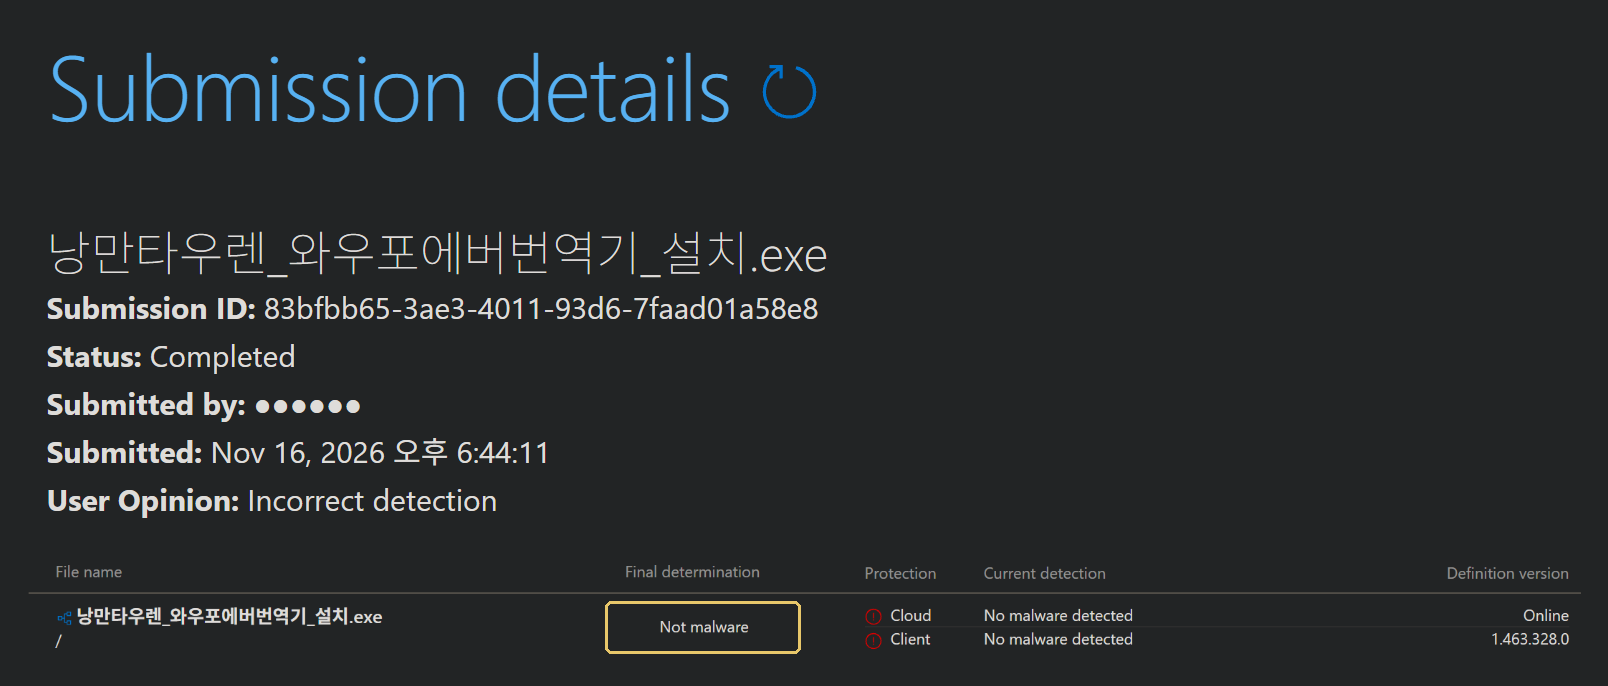 Submission details
낭만타우렌_와우포에버번역기_설치.exe
Submission ID: 83bfbb65-3ae3-4011-93d6-7faad01a58e8
Status: Completed
Submitted by: ●●●●●●
Submitted: Nov 16, 2026 오후 6:44:11
User Opinion: Incorrect detection
File name Final determination Protection Current detection Definition version
낭만타우렌_와우포에버번역기_설치.exe Not malware Cloud No malware detected Online
/ Client No malware detected 1.463.328.0